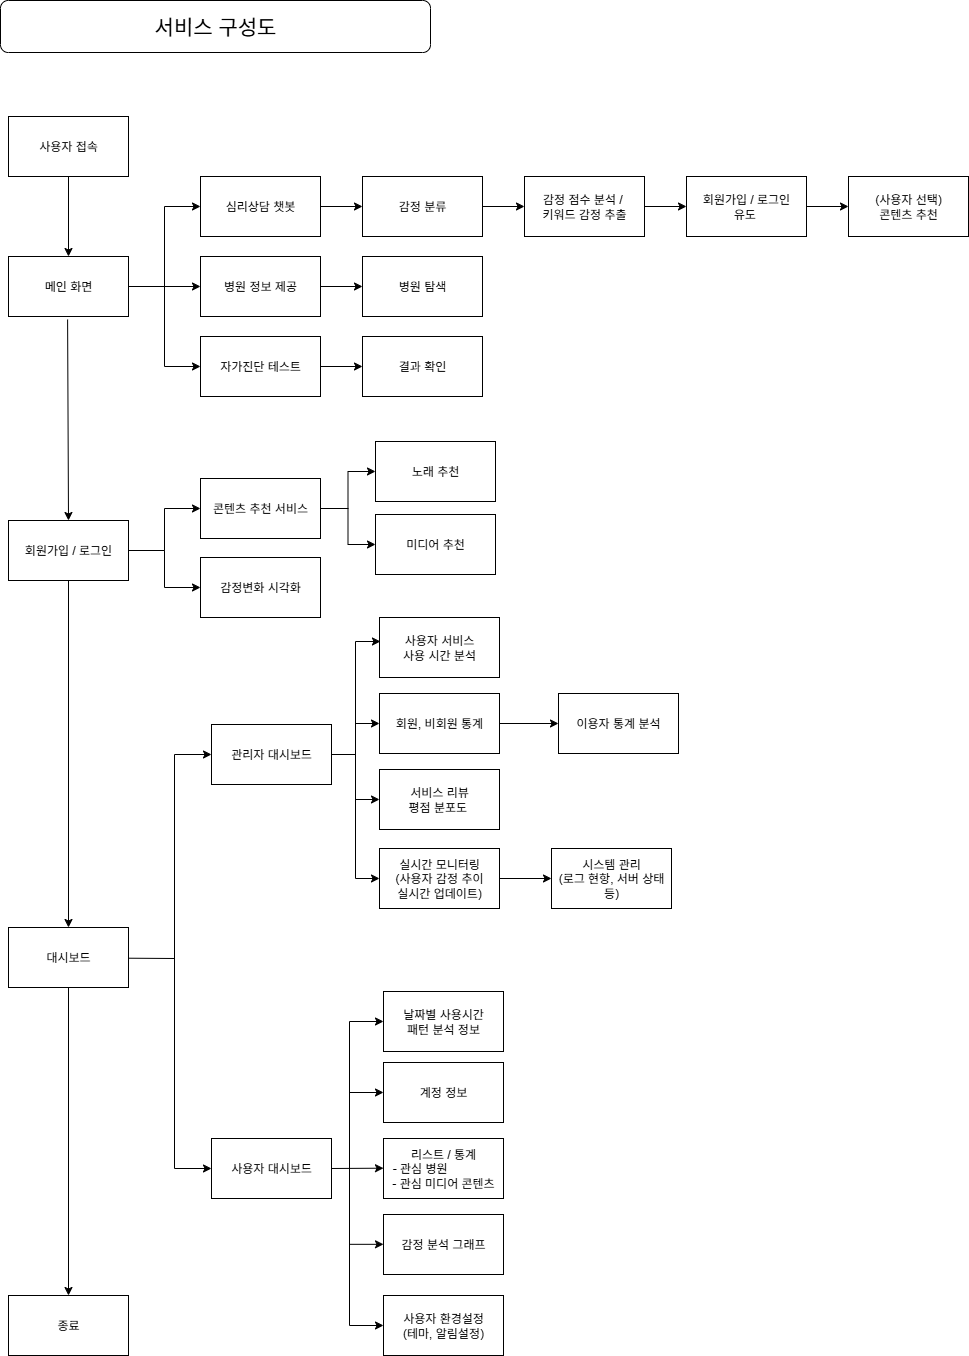 서비스 구성도
사용자 접속
심리상담 챗봇
감정 분류
감정 점수 분석 /
키워드 감정 추출
회원가입 / 로그인
유도
(사용자 선택)
콘텐츠 추천
메인 화면
병원 정보 제공
병원 탐색
자가진단 테스트
결과 확인
회원가입 / 로그인
콘텐츠 추천 서비스
노래 추천
미디어 추천
감정변화 시각화
사용자 서비스
사용 시간 분석
회원, 비회원 통계
이용자 통계 분석
관리자 대시보드
서비스 리뷰
평점 분포도
실시간 모니터링
(사용자 감정 추이
실시간 업데이트)
시스템 관리
(로그 현항, 서버 상태
등)
대시보드
날짜별 사용시간
패턴 분석 정보
계정 정보
사용자 대시보드
리스트 / 통계
- 관심 병원
- 관심 미디어 콘텐츠
감정 분석 그래프
사용자 환경설정
(테마, 알림설정)
종료